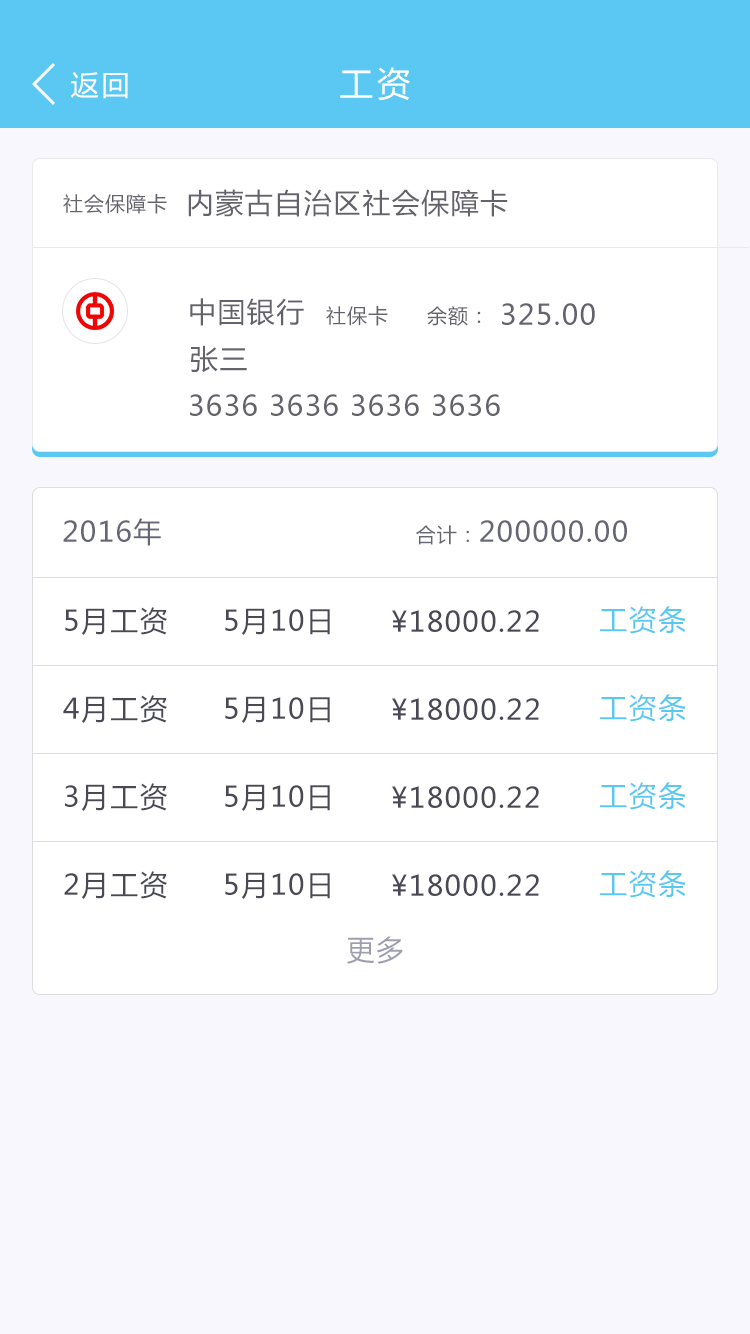 返回 工资
社会保障卡 内蒙古自治区社会保障卡
中国银行 社保卡 余额： 325.00
张三
3636 3636 3636 3636
2016年 合计：200000.00
5月工资 5月10日 ¥18000.22 工资条
4月工资 5月10日 ¥18000.22 工资条
3月工资 5月10日 ¥18000.22 工资条
2月工资 5月10日 ¥18000.22 工资条
更多